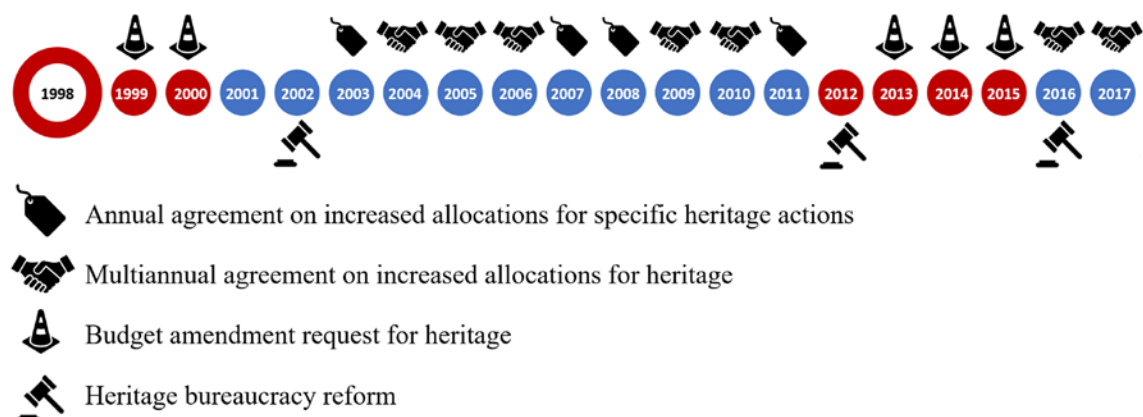 1998 1999 2000 2001 2002 2003 2004 2005 2006 2007 2008 2009 2010 2011 2012 2013 2014 2015 2016 2017
Annual agreement on increased allocations for specific heritage actions
Multiannual agreement on increased allocations for heritage
Budget amendment request for heritage
Heritage bureaucracy reform